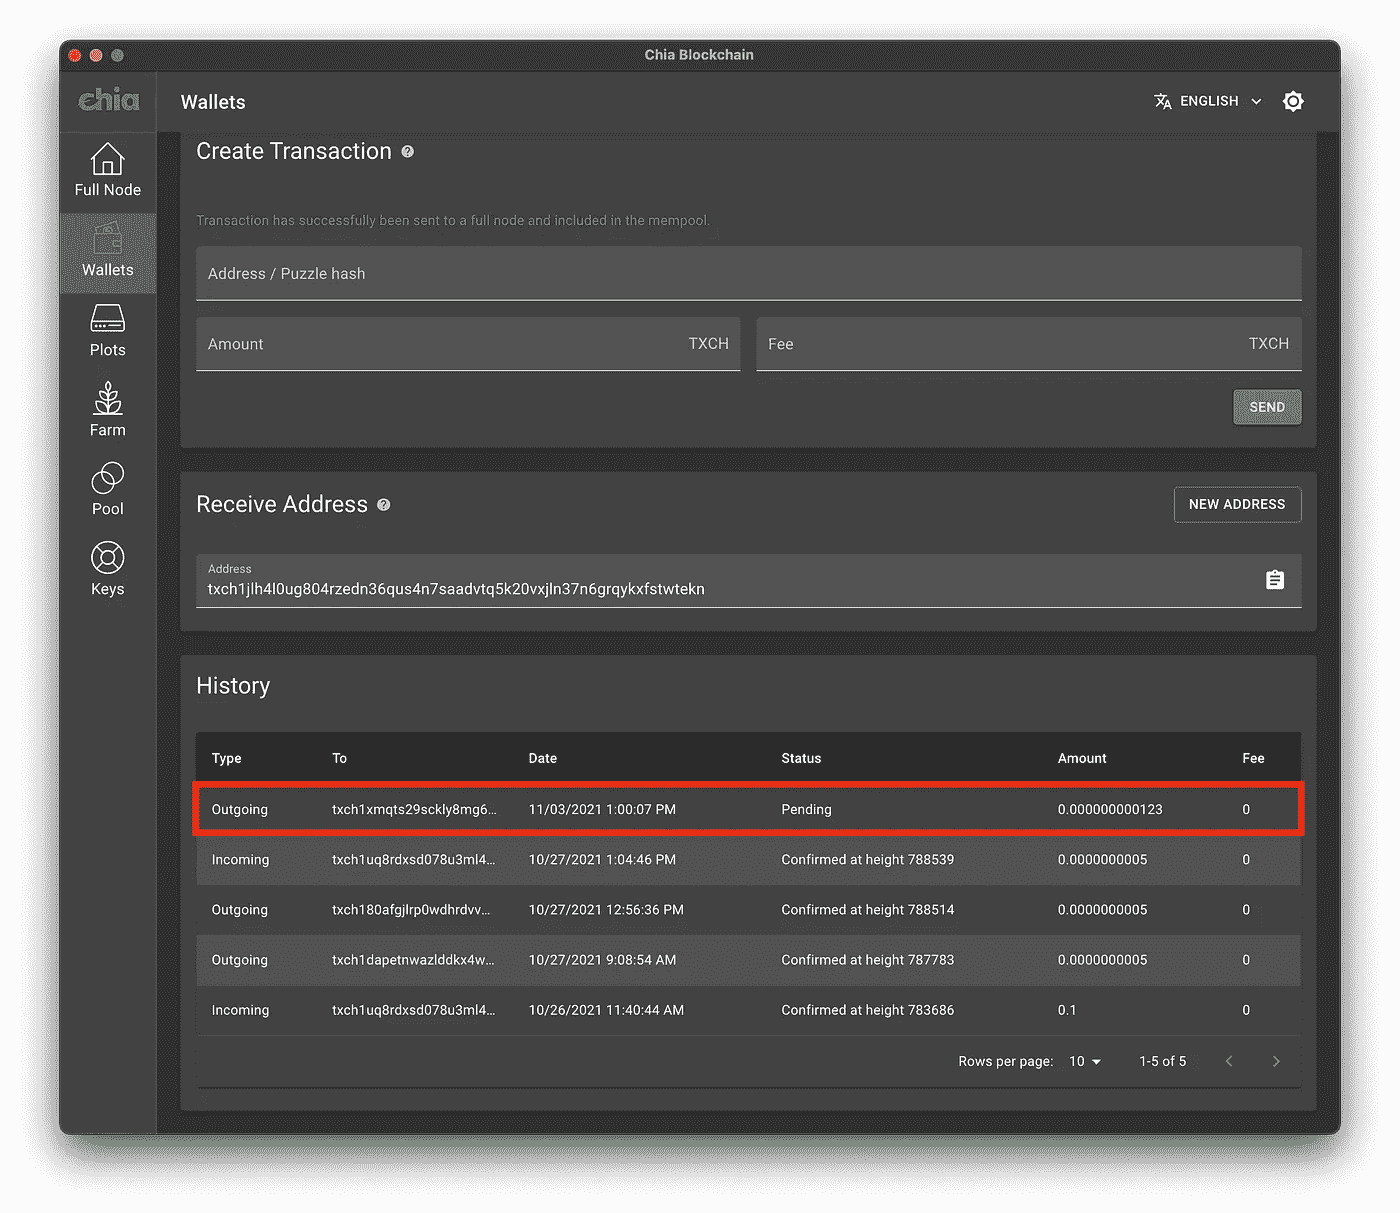 Chia Blockchain
chia
Wallets
ENGLISH
Full Node
Wallets
Plots
Farm
Pool
Keys
Create Transaction
Transaction has successfully been sent to a full node and included in the mempool.
Address / Puzzle hash
Amount TXCH Fee TXCH
SEND
Receive Address
NEW ADDRESS
Address
txch1jlh4l0ug804rzedn36qus4n7saadvtq5k20vxjln37n6grqykxfstwtekn
History
Type To Date Status Amount Fee
Outgoing txch1xmqts29sckly8mg6... 11/03/2021 1:00:07 PM Pending 0.000000000123 0
Incoming txch1uq8rdxsd078u3ml4... 10/27/2021 1:04:46 PM Confirmed at height 788539 0.0000000005 0
Outgoing txch180afgjlrp0wdhrdvv... 10/27/2021 12:56:36 PM Confirmed at height 788514 0.0000000005 0
Outgoing txch1dapetnwazlddkx4w... 10/27/2021 9:08:54 AM Confirmed at height 787783 0.0000000005 0
Incoming txch1uq8rdxsd078u3ml4... 10/26/2021 11:40:44 AM Confirmed at height 783686 0.1 0
Rows per page: 10 1-5 of 5